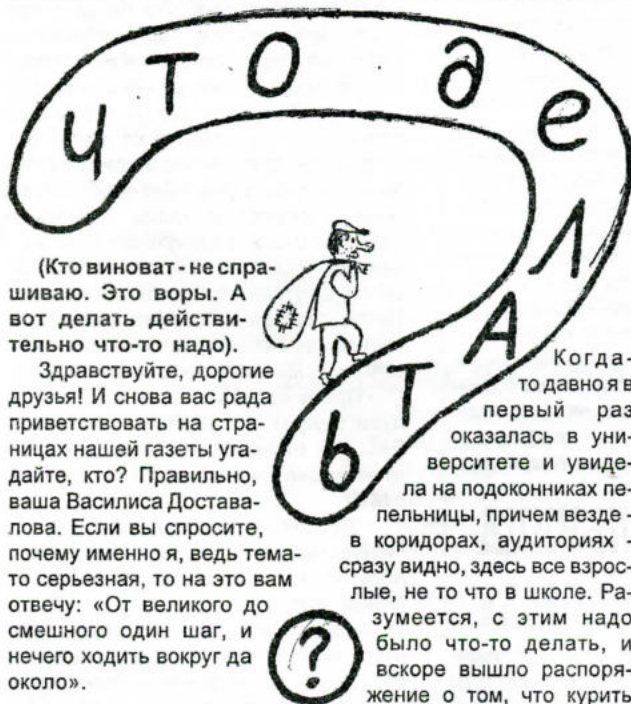 что делАТЬ
?
(Кто виноват - не спра-
шиваю. Это воры. А
вот делать действи-
тельно что-то надо).
Здравствуйте, дорогие
друзья! И снова вас рада
приветствовать на стра-
ницах нашей газеты уга-
дайте, кто? Правильно,
ваша Василиса Достава-
лова. Если вы спросите,
почему именно я, ведь тема-
то серьезная, то на это вам
отвечу: «От великого до
смешного один шаг, и
нечего ходить вокруг да
около».
Когда-
то давно я в
первый раз
оказалась в уни-
верситете и увиде-
ла на подоконниках пе-
пельницы, причем везде -
в коридорах, аудиториях -
сразу видно, здесь все взрос-
лые, не то что в школе. Ра-
зумеется, с этим надо
было что-то делать, и
вскоре вышло распоря-
жение о том, что курить